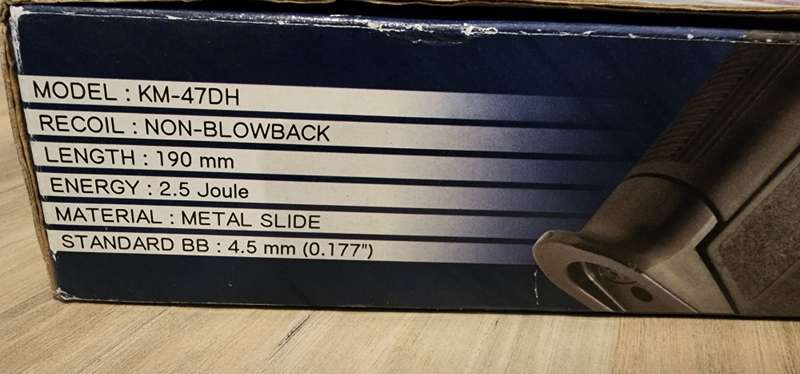 MODEL : KM-47DH
RECOIL : NON-BLOWBACK
LENGTH : 190 mm
ENERGY : 2.5 Joule
MATERIAL : METAL SLIDE
STANDARD BB : 4.5 mm (0.177")